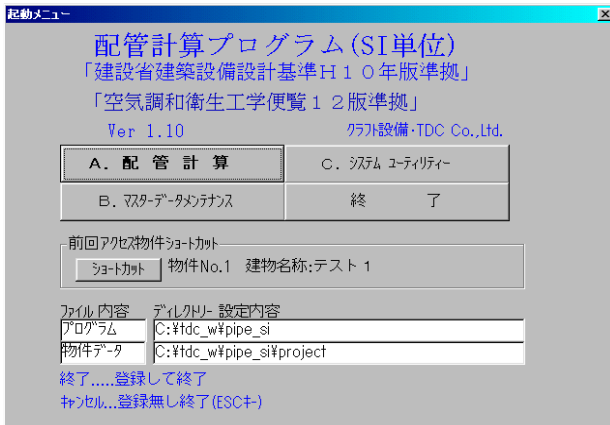 起動メニュー
配管計算プログラム(SI単位)
「建設省建築設備設計基準H10年版準拠」
「空気調和衛生工学便覧12版準拠」
Ver 1.10 クラフト設備・TDC Co.,Ltd.
A. 配 管 計 算 C. システム ユーティリティー
B. マスターデータメンテナンス 終 了
前回アクセス物件ショートカット
ショートカット 物件No.1 建物名称:テスト1
ファイル 内容 ディレクトリー 設定内容
プログラム C:¥tdc_w¥pipe_si
物件データ C:¥tdc_w¥pipe_si¥project
終了.....登録して終了
キャンセル...登録無し終了(ESCキー)